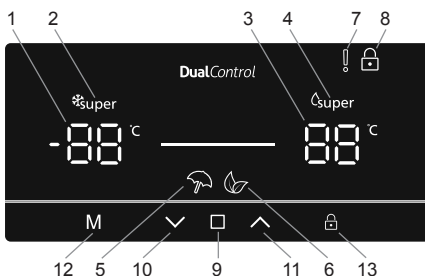 1 2 3 4 7 8
DualControl
super super
-88 °C 88 °C
M
12 5 10 9 11 6 13